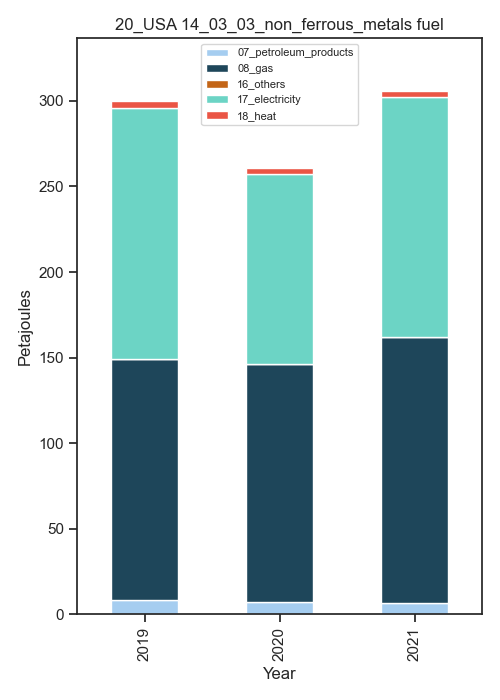 20_USA 14_03_03_non_ferrous_metals fuel
07_petroleum_products
08_gas
16_others
17_electricity
18_heat
300
250
200
150
100
50
0
Petajoules
2019
2020
2021
Year